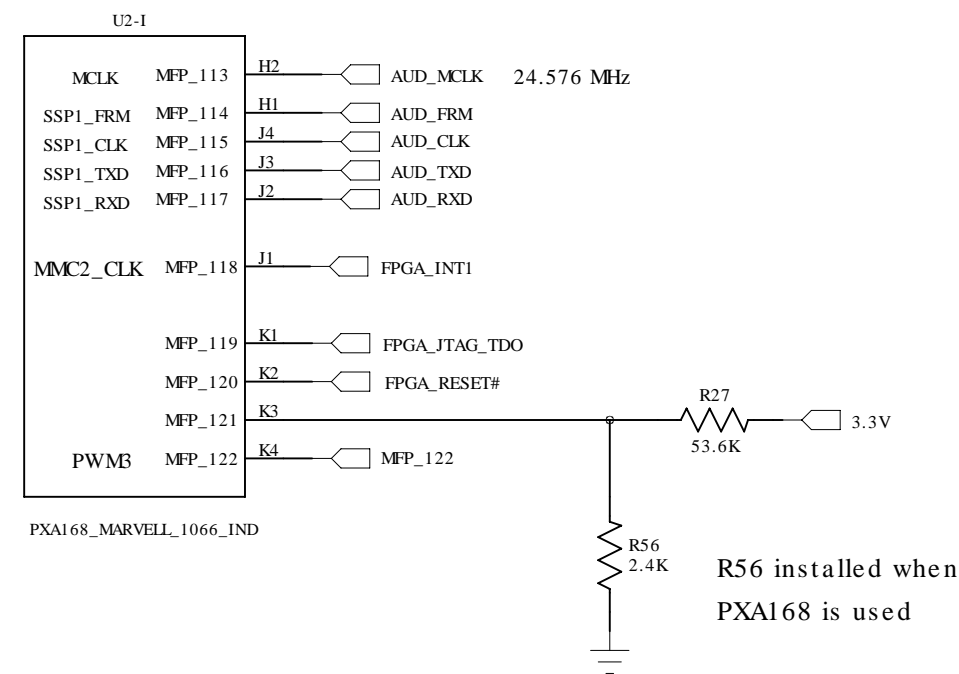 U2-I
MCLK MFP_113 H2 AUD_MCLK 24.576 MHz
SSP1_FRM MFP_114 H1 AUD_FRM
SSP1_CLK MFP_115 J4 AUD_CLK
SSP1_TXD MFP_116 J3 AUD_TXD
SSP1_RXD MFP_117 J2 AUD_RXD
MMC2_CLK MFP_118 J1 FPGA_INT1
MFP_119 K1 FPGA_JTAG_TDO
MFP_120 K2 FPGA_RESET#
R27
MFP_121 K3 3.3V
53.6K
PWM3 MFP_122 K4 MFP_122
PXA168_MARVELL_1066_IND
R56
2.4K
R56 installed when
PXA168 is used